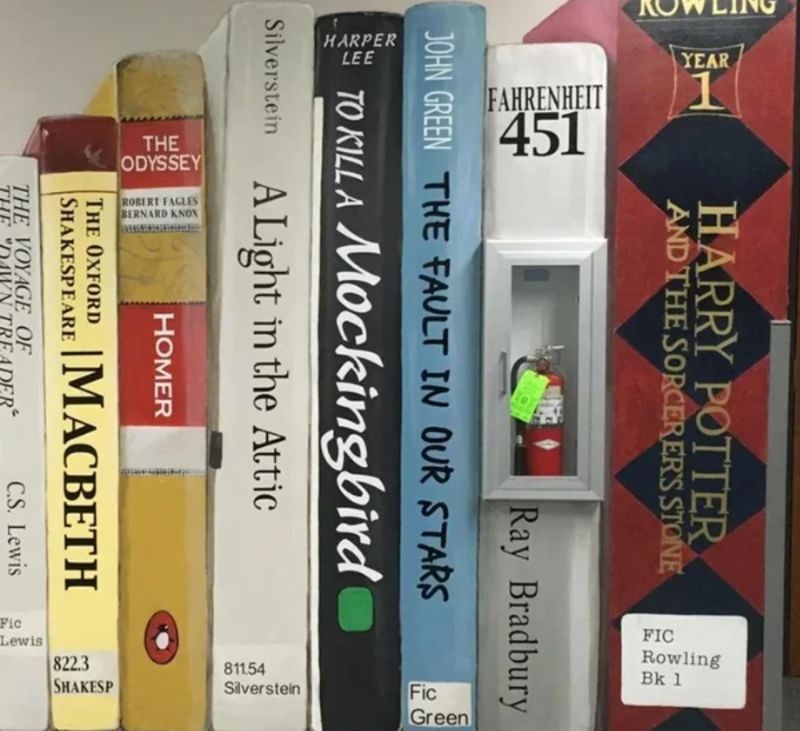 THE VOYAGE OF
THE "DAWN TREADER"
C.S. Lewis
Fic
Lewis
THE OXFORD
SHAKESPEARE
MACBETH
822.3
SHAKESP
THE
ODYSSEY
ROBERT FAGLES
BERNARD KNOX
HOMER
Silverstein
A Light in the Attic
811.54
Silverstein
HARPER
LEE
TO KILL A Mockingbird
JOHN GREEN
THE FAULT IN OUR STARS
Fic
Green
FAHRENHEIT
451
Ray Bradbury
ROWLING
YEAR
1
HARRY POTTER
AND THE SORCERER'S STONE
FIC
Rowling
Bk 1